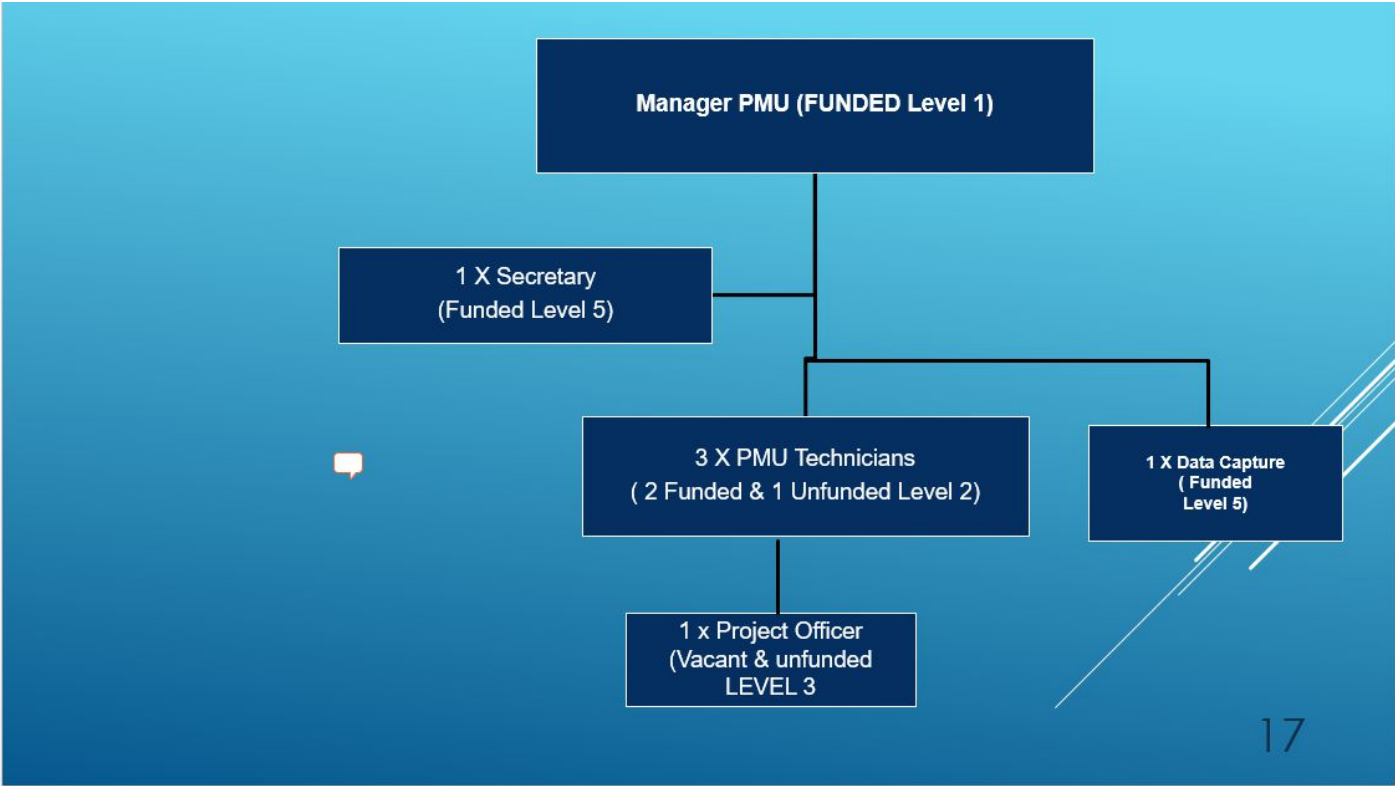 Manager PMU (FUNDED Level 1)
1 X Secretary
(Funded Level 5)
3 X PMU Technicians
( 2 Funded & 1 Unfunded Level 2)
1 X Data Capture
( Funded
Level 5)
1 x Project Officer
(Vacant & unfunded
LEVEL 3
17